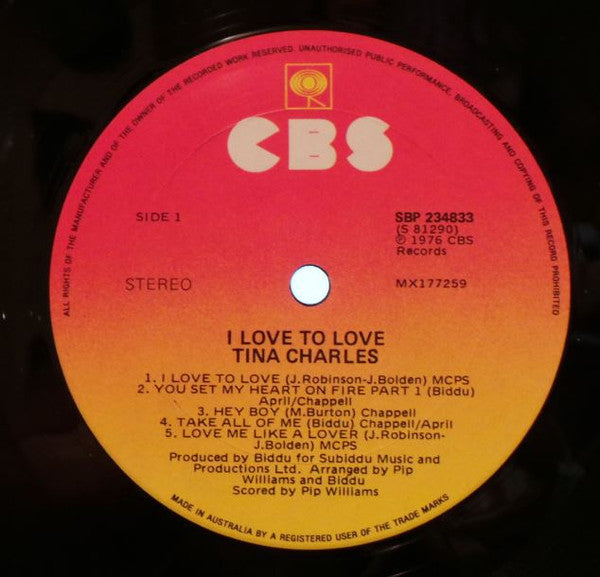 ALL RIGHTS OF THE MANUFACTURER AND OF THE OWNER OF THE RECORDED WORK RESERVED. UNAUTHORISED PUBLIC PERFORMANCE, BROADCASTING AND COPYING OF THIS RECORD PROHIBITED
CBS
SIDE 1
SBP 234833
(S 81290)
℗ 1976 CBS
Records
STEREO
MX177259
I LOVE TO LOVE
TINA CHARLES
1. I LOVE TO LOVE (J.Robinson-J.Bolden) MCPS
2. YOU SET MY HEART ON FIRE PART 1 (Biddu)
April/Chappell
3. HEY BOY (M.Burton) Chappell
4. TAKE ALL OF ME (Biddu) Chappell/April
5. LOVE ME LIKE A LOVER (J.Robinson-
J.Bolden) MCPS
Produced by Biddu for Subiddu Music and
Productions Ltd. Arranged by Pip
Williams and Biddu
Scored by Pip Williams
MADE IN AUSTRALIA BY A REGISTERED USER OF THE TRADE MARKS